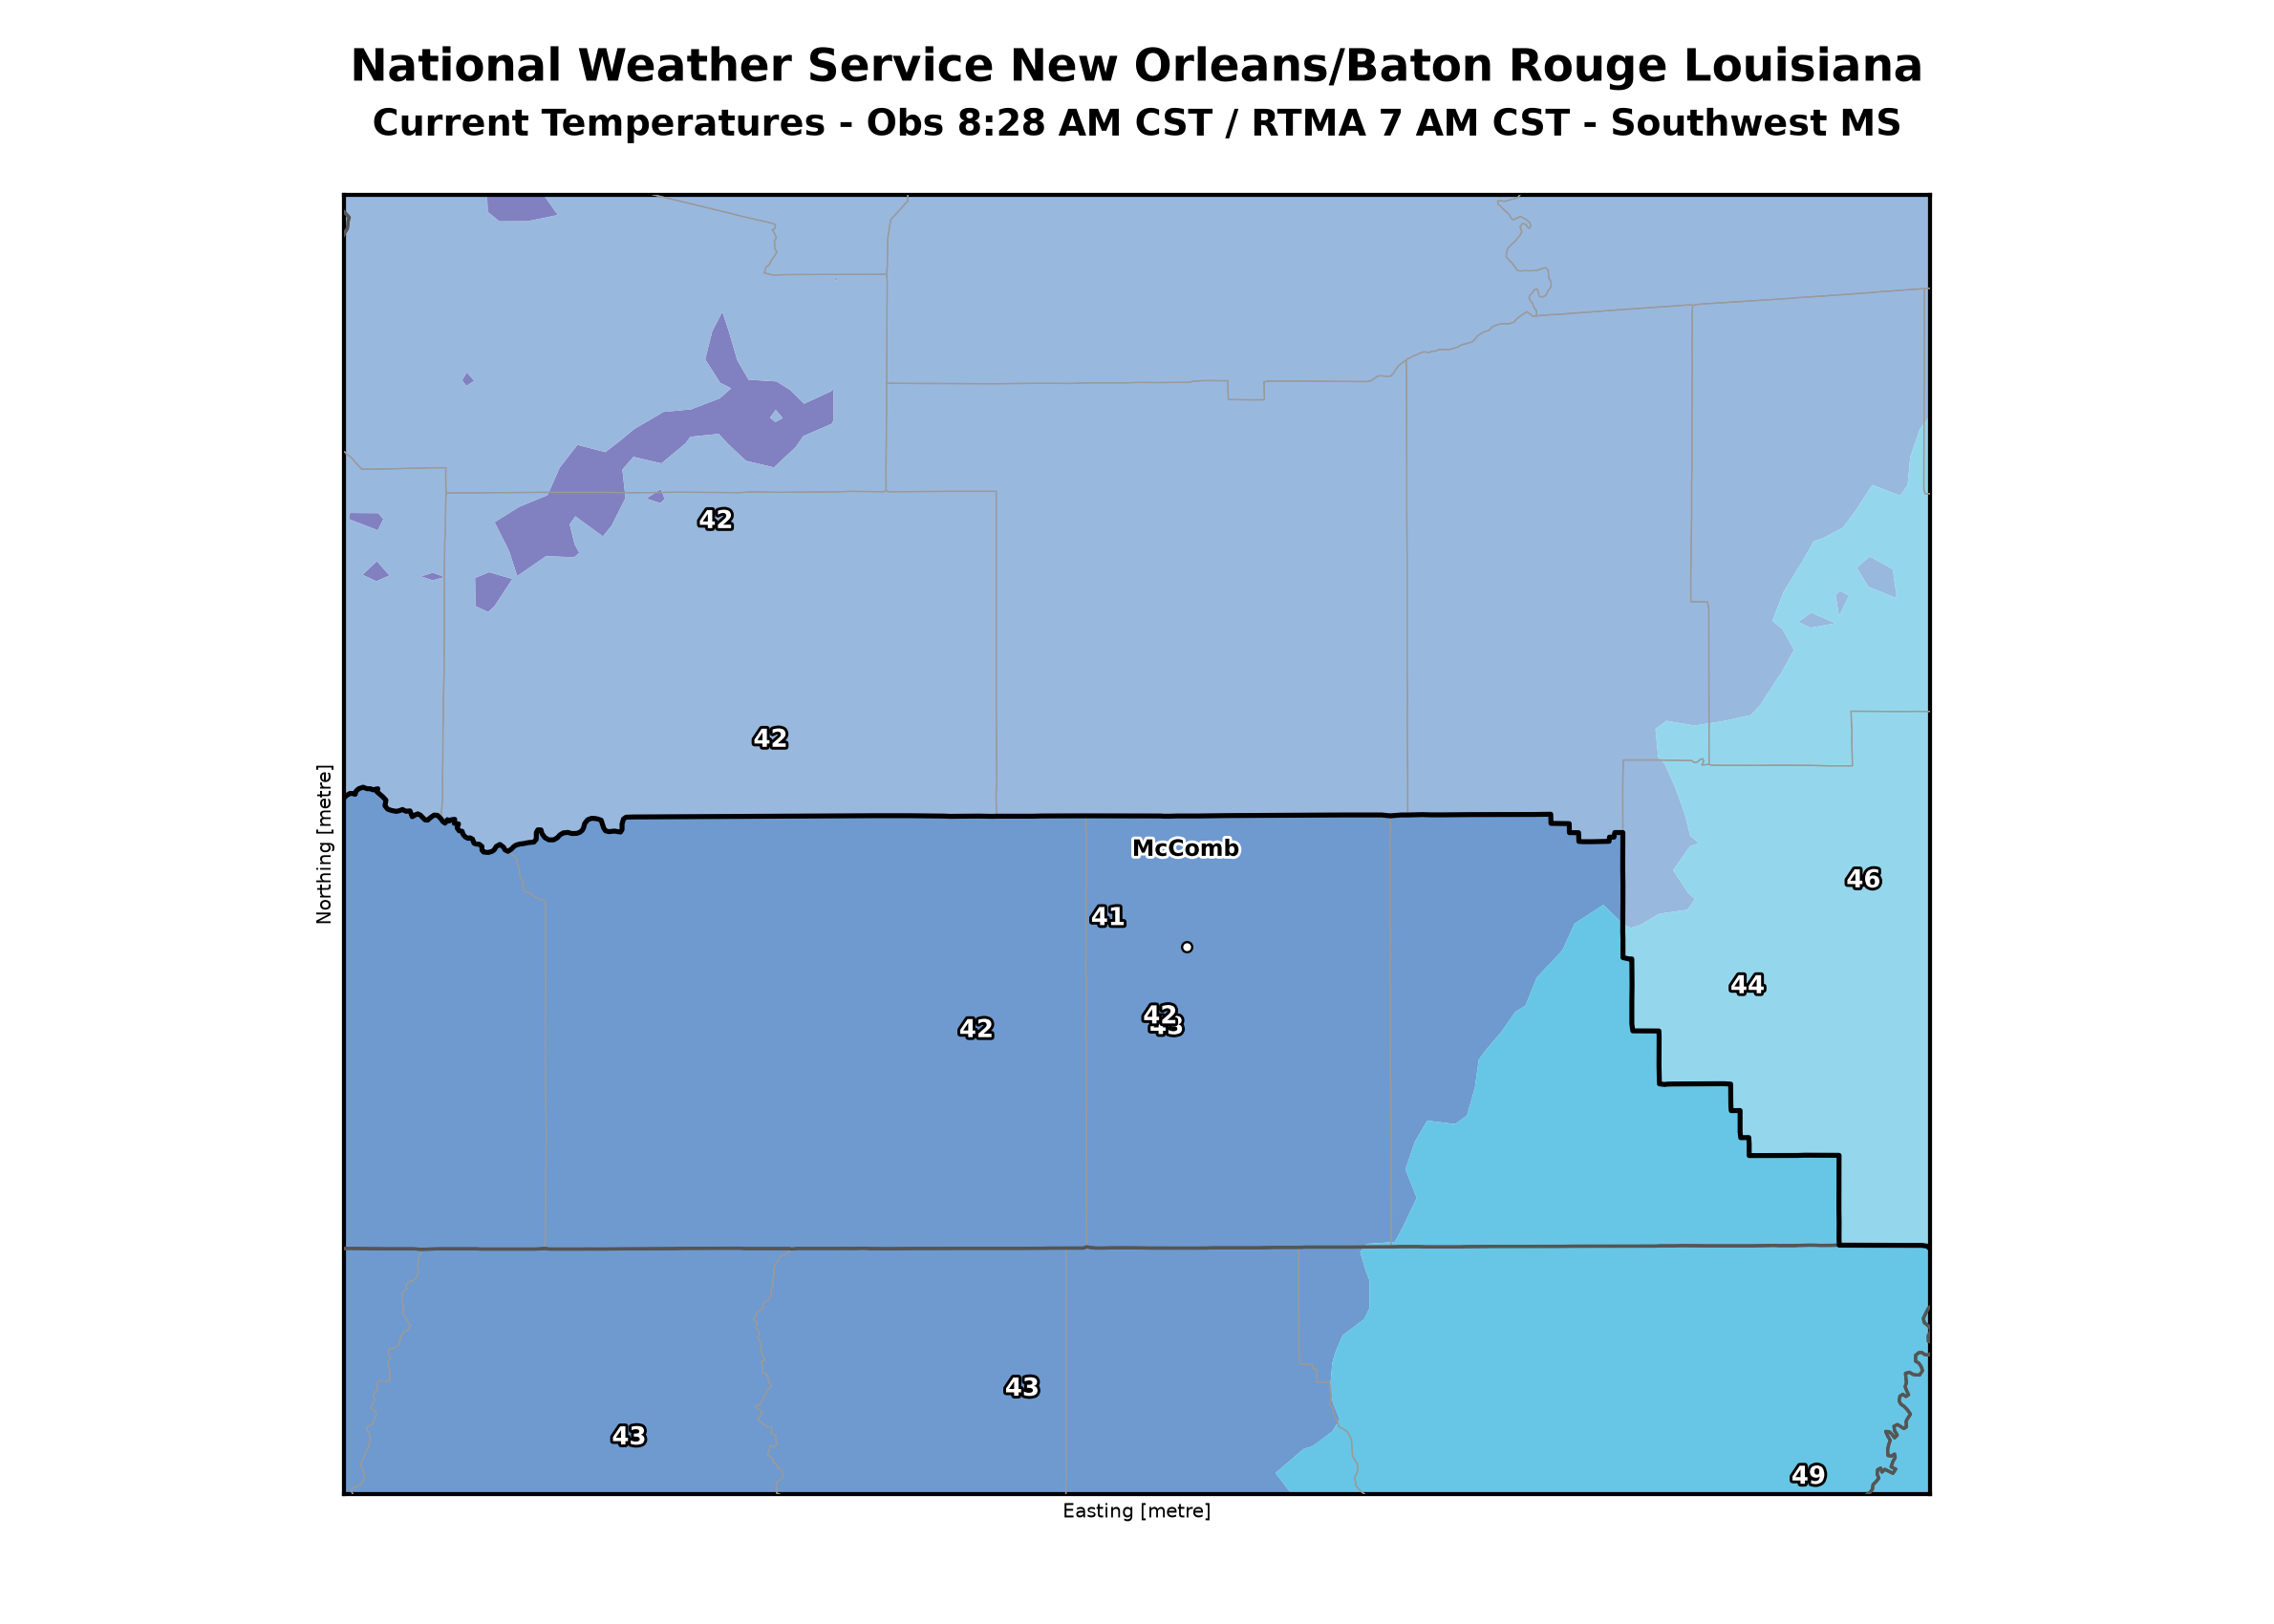 National Weather Service New Orleans/Baton Rouge Louisiana
Current Temperatures - Obs 8:28 AM CST / RTMA 7 AM CST - Southwest MS
42
42
McComb
46
41
44
42
43
42
43
43
49
Northing [metre]
Easting [metre]